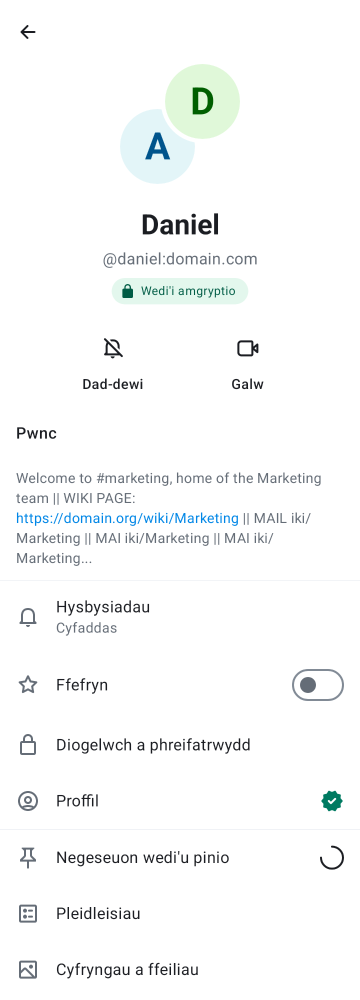 D
A
Daniel
@daniel:domain.com
Wedi'i amgryptio
Dad-dewi
Galw
Pwnc
Welcome to #marketing, home of the Marketing
team || WIKI PAGE:
https://domain.org/wiki/Marketing || MAIL iki/
Marketing || MAI iki/Marketing || MAI iki/
Marketing...
Hysbysiadau
Cyfaddas
Ffefryn
Diogelwch a phreifatrwydd
Proffil
Negeseuon wedi'u pinio
Pleidleisiau
Cyfryngau a ffeiliau